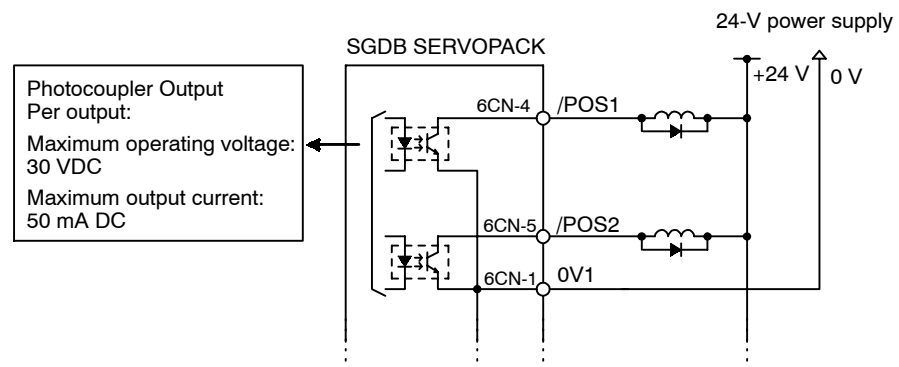 24-V power supply
SGDB SERVOPACK
+24 V
0 V
Photocoupler Output
Per output:
Maximum operating voltage:
30 VDC
Maximum output current:
50 mA DC
6CN-4
/POS1
6CN-5
/POS2
6CN-1
0V1